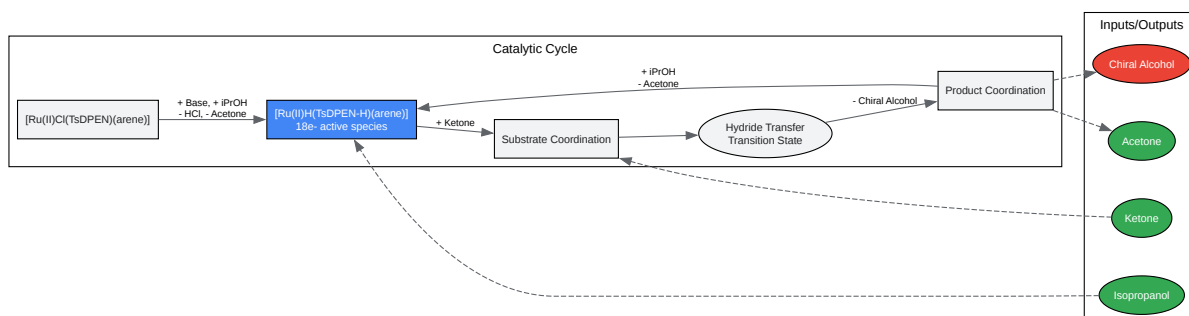 Inputs/Outputs
Catalytic Cycle
Chiral Alcohol
+ iPrOH
- Acetone
Product Coordination
+ Base, + iPrOH
- HCl, - Acetone
- Chiral Alcohol
[Ru(II)Cl(TsDPEN)(arene)]
[Ru(II)H(TsDPEN-H)(arene)]
18e- active species
+ Ketone
Substrate Coordination
Hydride Transfer
Transition State
Acetone
Ketone
Isopropanol